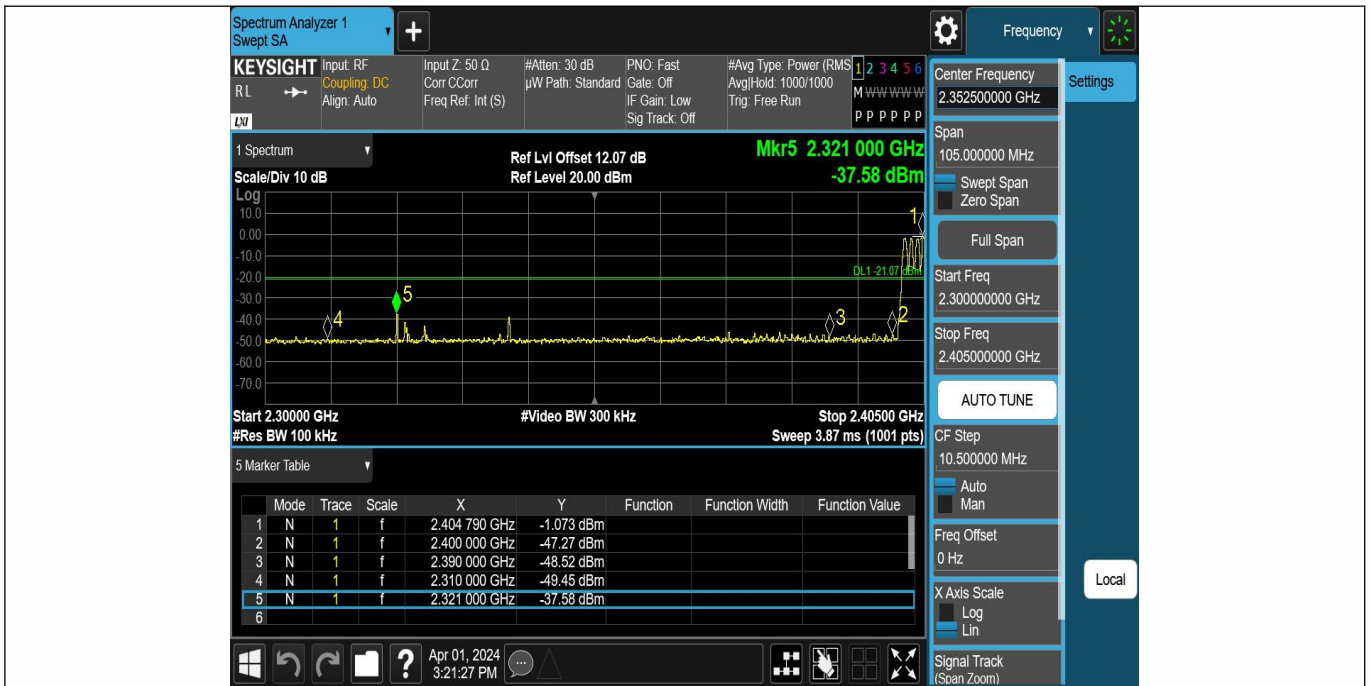 Spectrum Analyzer 1
Swept SA
+
Frequency
KEYSIGHT
RL
LXI
Input: RF
Coupling: DC
Align: Auto
Input Z: 50 Ω
Corr CCorr
Freq Ref: Int (S)
#Atten: 30 dB
µW Path: Standard
PNO: Fast
Gate: Off
IF Gain: Low
Sig Track: Off
#Avg Type: Power (RMS
Avg|Hold: 1000/1000
Trig: Free Run
1 2 3 4 5 6
M W W W W W
P P P P P P
1 Spectrum
Scale/Div 10 dB
Ref Lvl Offset 12.07 dB
Ref Level 20.00 dBm
Mkr5 2.321 000 GHz
-37.58 dBm
Log
10.0
0.00
-10.0
-20.0
-30.0
-40.0
-50.0
-60.0
-70.0
1
DL1 -21.07 dBm
5
4
3
2
Start 2.30000 GHz
#Video BW 300 kHz
Stop 2.40500 GHz
#Res BW 100 kHz
Sweep 3.87 ms (1001 pts)
5 Marker Table
Mode Trace Scale X Y Function Function Width Function Value
1 N 1 f 2.404 790 GHz -1.073 dBm
2 N 1 f 2.400 000 GHz -47.27 dBm
3 N 1 f 2.390 000 GHz -48.52 dBm
4 N 1 f 2.310 000 GHz -49.45 dBm
5 N 1 f 2.321 000 GHz -37.58 dBm
6
?
Apr 01, 2024
3:21:27 PM
Center Frequency
2.352500000 GHz
Settings
Span
105.000000 MHz
Swept Span
Zero Span
Full Span
Start Freq
2.300000000 GHz
Stop Freq
2.405000000 GHz
AUTO TUNE
CF Step
10.500000 MHz
Auto
Man
Freq Offset
0 Hz
Local
X Axis Scale
Log
Lin
Signal Track
(Span Zoom)